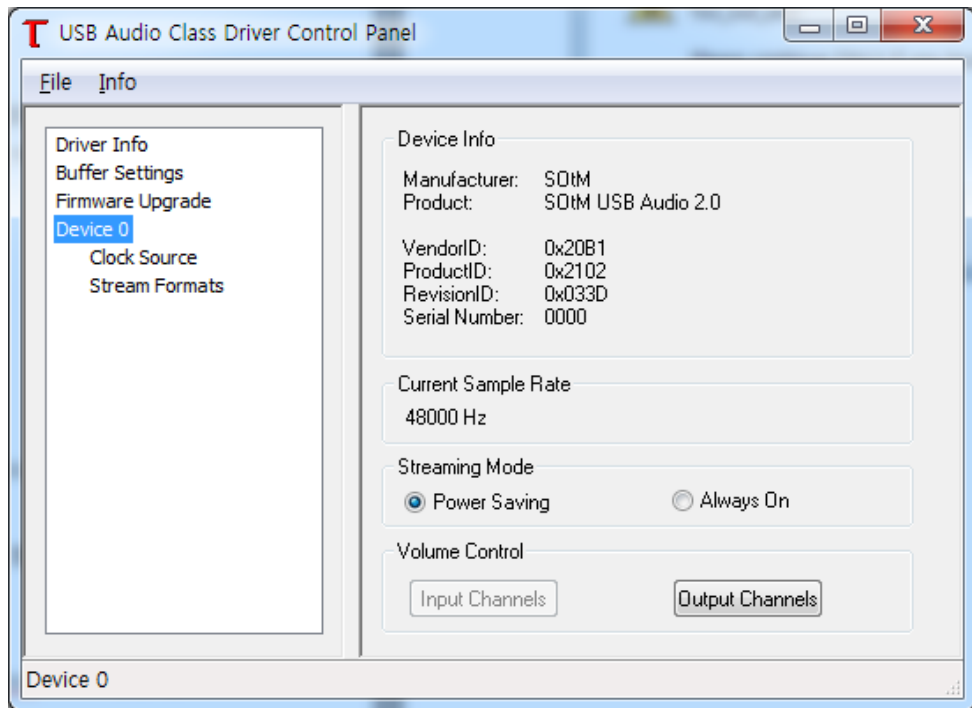 USB Audio Class Driver Control Panel
File Info
Driver Info
Buffer Settings
Firmware Upgrade
Device 0
Clock Source
Stream Formats
Device Info
Manufacturer: SOtM
Product: SOtM USB Audio 2.0
VendorID: 0x20B1
ProductID: 0x2102
RevisionID: 0x033D
Serial Number: 0000
Current Sample Rate
48000 Hz
Streaming Mode
Power Saving Always On
Volume Control
Input Channels Output Channels
Device 0